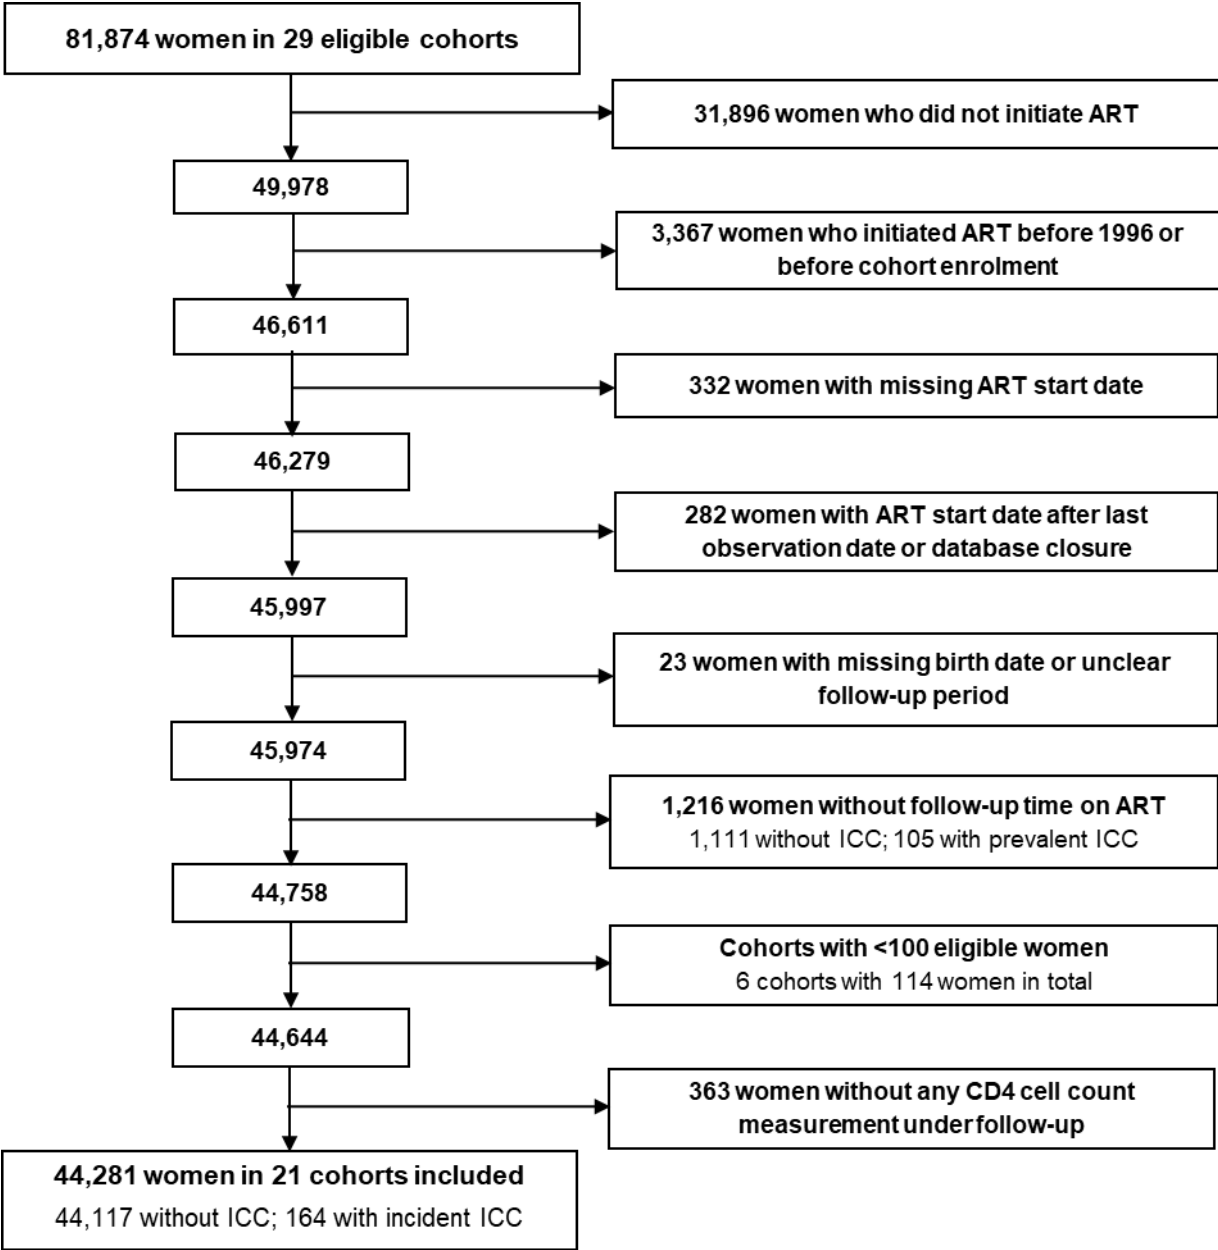 81,874 women in 29 eligible cohorts
31,896 women who did not initiate ART
49,978
3,367 women who initiated ART before 1996 or
before cohort enrolment
46,611
332 women with missing ART start date
46,279
282 women with ART start date after last
observation date or database closure
45,997
23 women with missing birth date or unclear
follow-up period
45,974
1,216 women without follow-up time on ART
1,111 without ICC; 105 with prevalent ICC
44,758
Cohorts with <100 eligible women
6 cohorts with 114 women in total
44,644
363 women without any CD4 cell count
measurement under follow-up
44,281 women in 21 cohorts included
44,117 without ICC; 164 with incident ICC